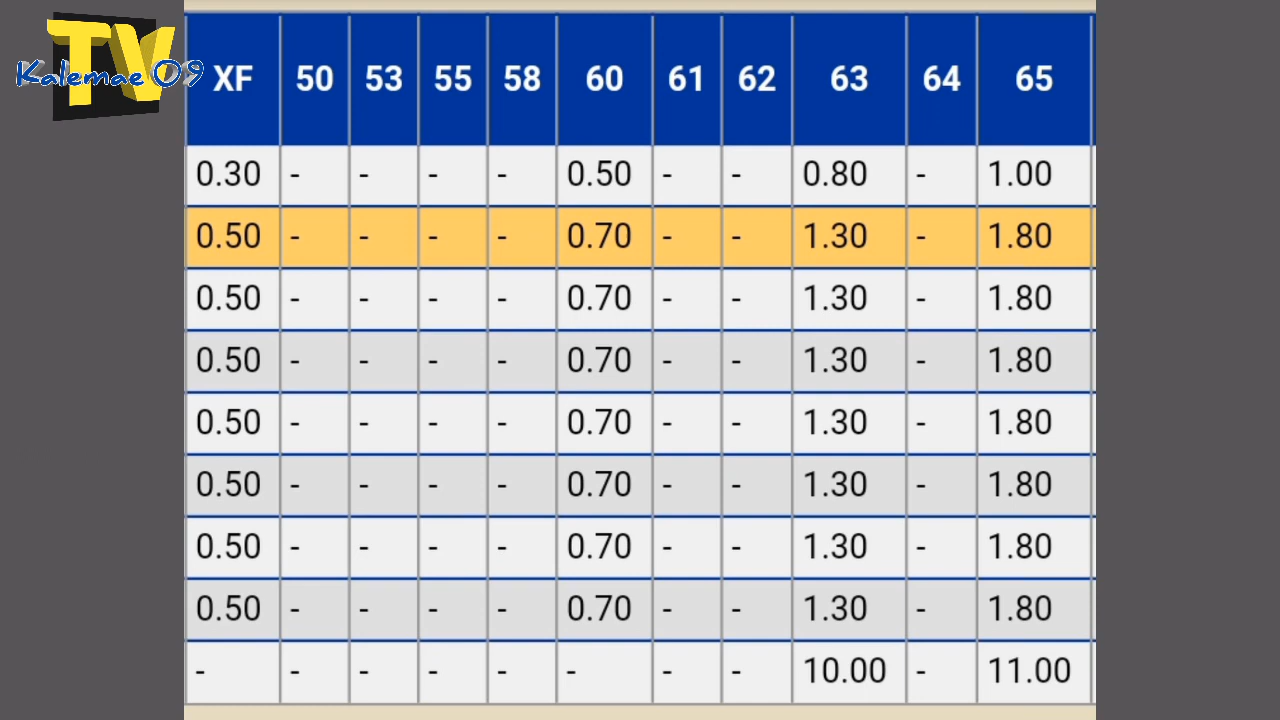 TV
Kalemae 09
XF 50 53 55 58 60 61 62 63 64 65
0.30 - - - - 0.50 - - 0.80 - 1.00
0.50 - - - - 0.70 - - 1.30 - 1.80
0.50 - - - - 0.70 - - 1.30 - 1.80
0.50 - - - - 0.70 - - 1.30 - 1.80
0.50 - - - - 0.70 - - 1.30 - 1.80
0.50 - - - - 0.70 - - 1.30 - 1.80
0.50 - - - - 0.70 - - 1.30 - 1.80
0.50 - - - - 0.70 - - 1.30 - 1.80
- - - - - - - - 10.00 - 11.00